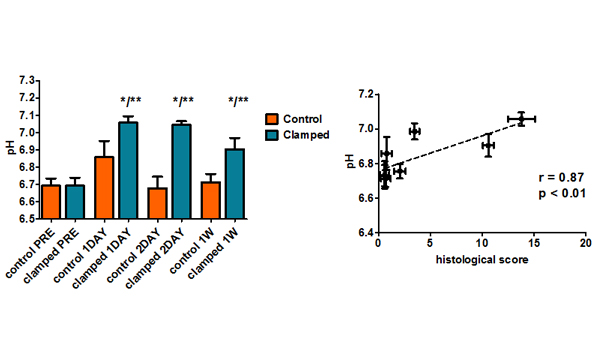 7.3
7.2
7.1
7.0
6.9
6.8
6.7
6.6
6.5
pH
*/**
*/**
*/**
control PRE
clamped PRE
control 1DAY
clamped 1DAY
control 2DAY
clamped 2DAY
control 1W
clamped 1W
Control
Clamped
7.2
7.0
6.8
6.6
6.4
pH
r = 0.87
p < 0.01
0
5
10
15
20
histological score